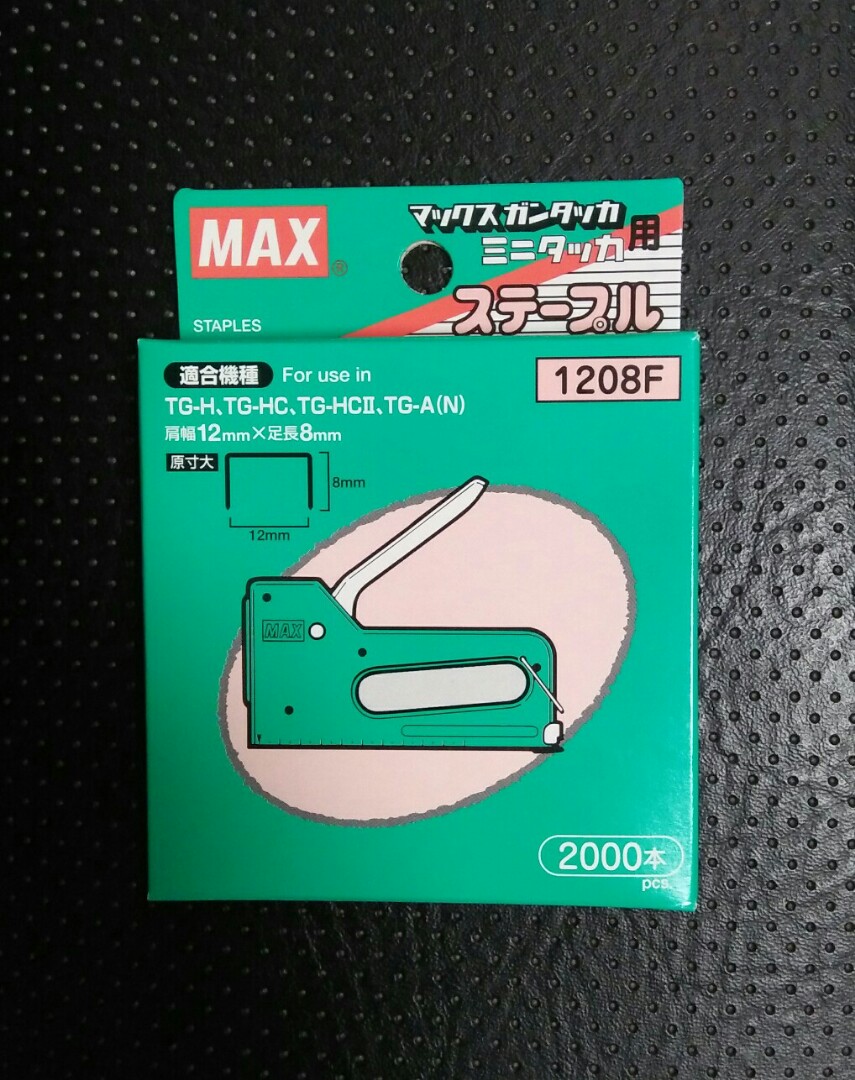 MAX®
マックス ガンタッカ
ミニタッカ用
ステープル
STAPLES
適合機種 For use in
1208F
TG-H、TG-HC、TG-HCⅡ、TG-A(N)
肩幅12mm×足長8mm
原寸大
8mm
12mm
MAX
2000本
pcs.